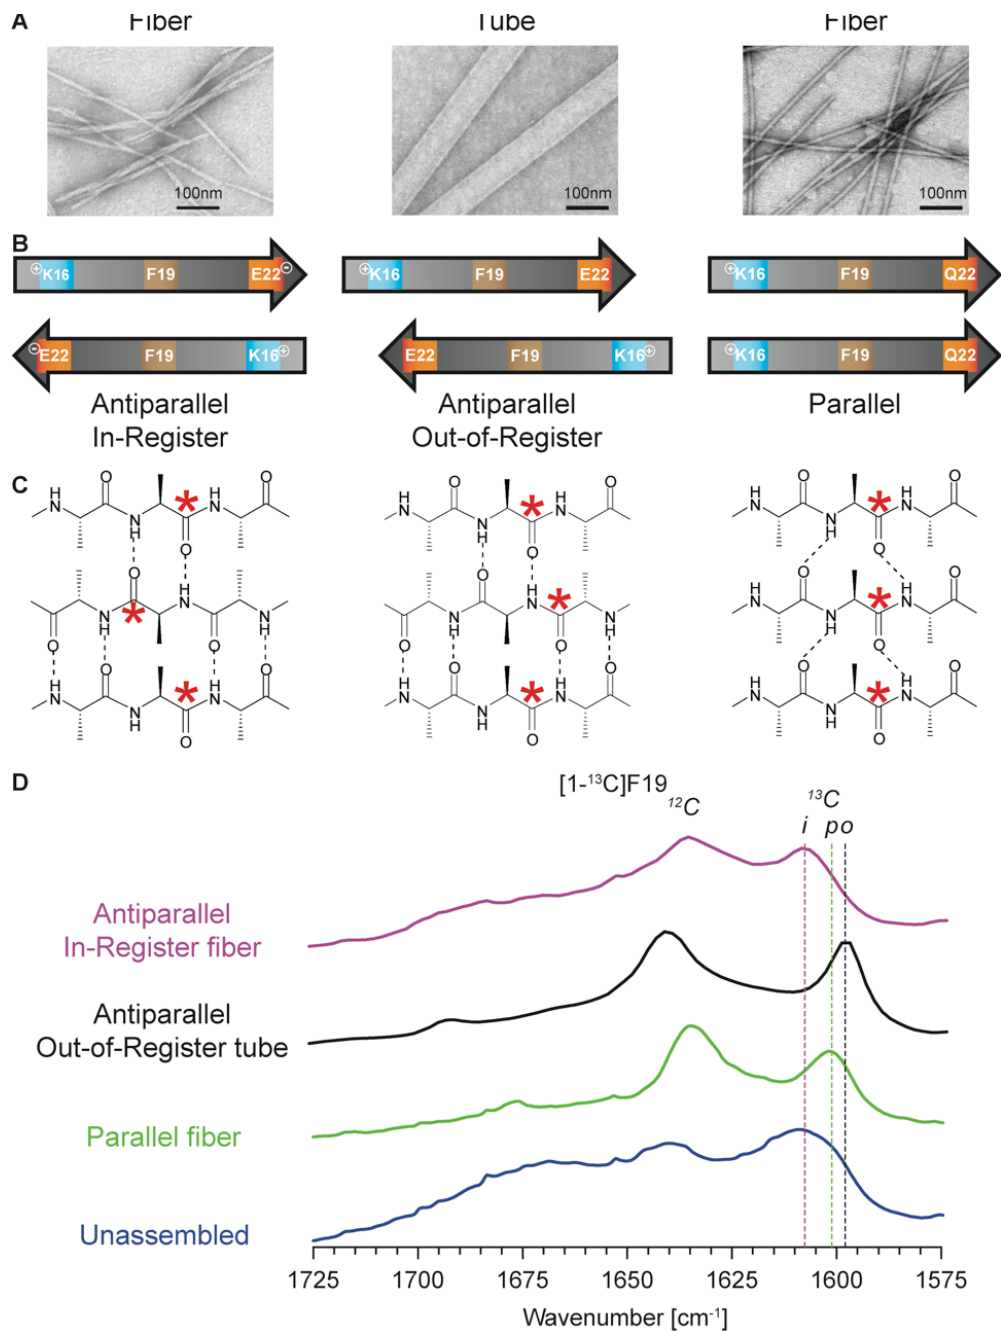 A
Fiber
Tube
Fiber
100nm
100nm
100nm
B
⊕ K16 F19 E22 ⊖
⊕ K16 F19 E22
⊕ K16 F19 Q22
⊖ E22 F19 K16 ⊕
E22 F19 K16 ⊕
⊕ K16 F19 Q22
Antiparallel
In-Register
Antiparallel
Out-of-Register
Parallel
C
H N O * H N O
N H O
O H N
O N H * O N H
H N O * H N O
N H O
H N O * H N O
N H O
O H N
O N H O * N H
H N O * H N O
N H O
H N O * H N O
N H O
H N O * H N O
N H O
H N O * H N O
N H O
D
[1-¹³C]F19
¹²C
¹³C
i p o
Antiparallel
In-Register fiber
Antiparallel
Out-of-Register tube
Parallel fiber
Unassembled
1725 1700 1675 1650 1625 1600 1575
Wavenumber [cm⁻¹]